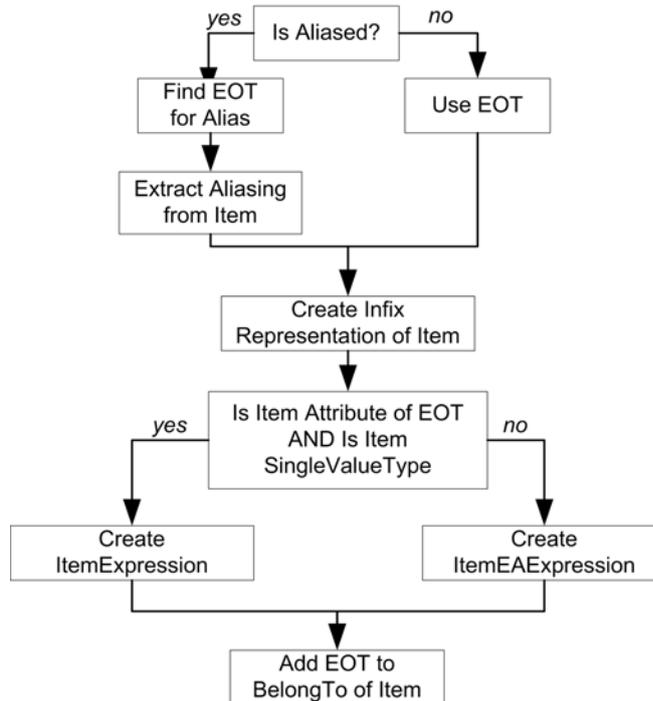 yes
Is Aliased?
no
Find EOT
for Alias
Use EOT
Extract Aliasing
from Item
Create Infix
Representation of Item
yes
Is Item Attribute of EOT
AND Is Item
SingleValueType
no
Create
ItemExpression
Create
ItemEAExpression
Add EOT to
BelongTo of Item